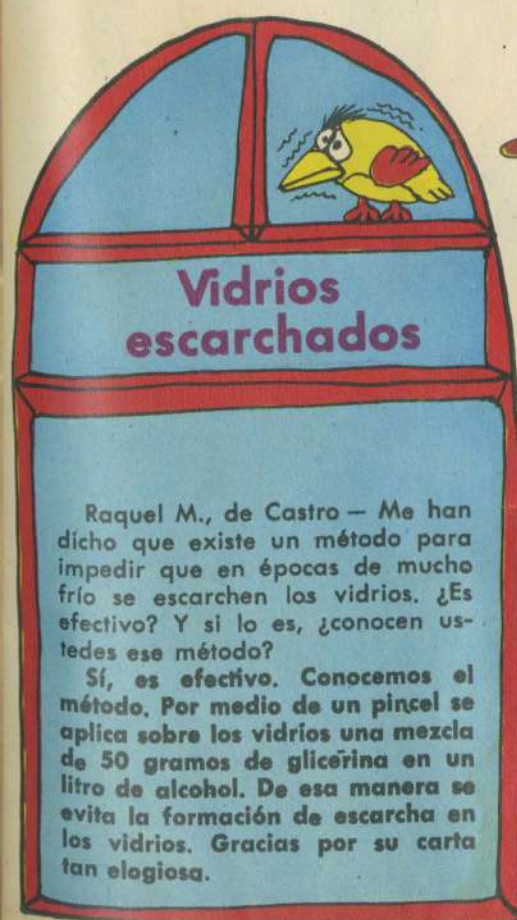 Vidrios
escarchados
Raquel M., de Castro — Me han
dicho que existe un método para
impedir que en épocas de mucho
frío se escarchen los vidrios. ¿Es
efectivo? Y si lo es, ¿conocen us-
tedes ese método?
Sí, es efectivo. Conocemos el
método. Por medio de un pincel se
aplica sobre los vidrios una mezcla
de 50 gramos de glicerina en un
litro de alcohol. De esa manera se
evita la formación de escarcha en
los vidrios. Gracias por su carta
tan elogiosa.